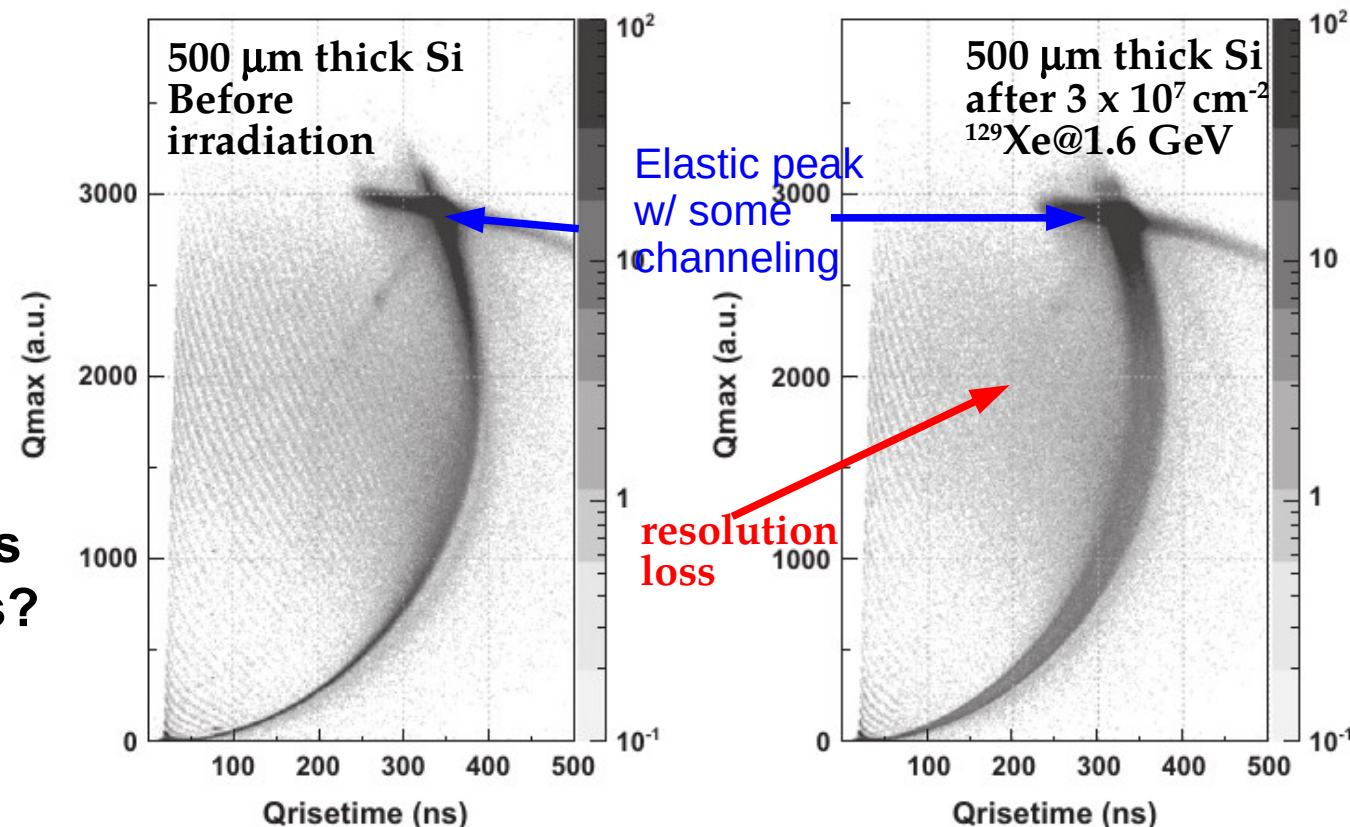 500 μm thick Si
Before
irradiation
10²
3000
2000
1000
0
Qmax (a.u.)
100 200 300 400 500
Qrisetime (ns)
10
1
10⁻¹
Elastic peak
w/ some
channeling
resolution
loss
s
s?
500 μm thick Si
after 3 x 10⁷ cm⁻²
¹²⁹Xe@1.6 GeV
10²
3000
2000
1000
0
Qmax (a.u.)
100 200 300 400 500
Qrisetime (ns)
10
1
10⁻¹